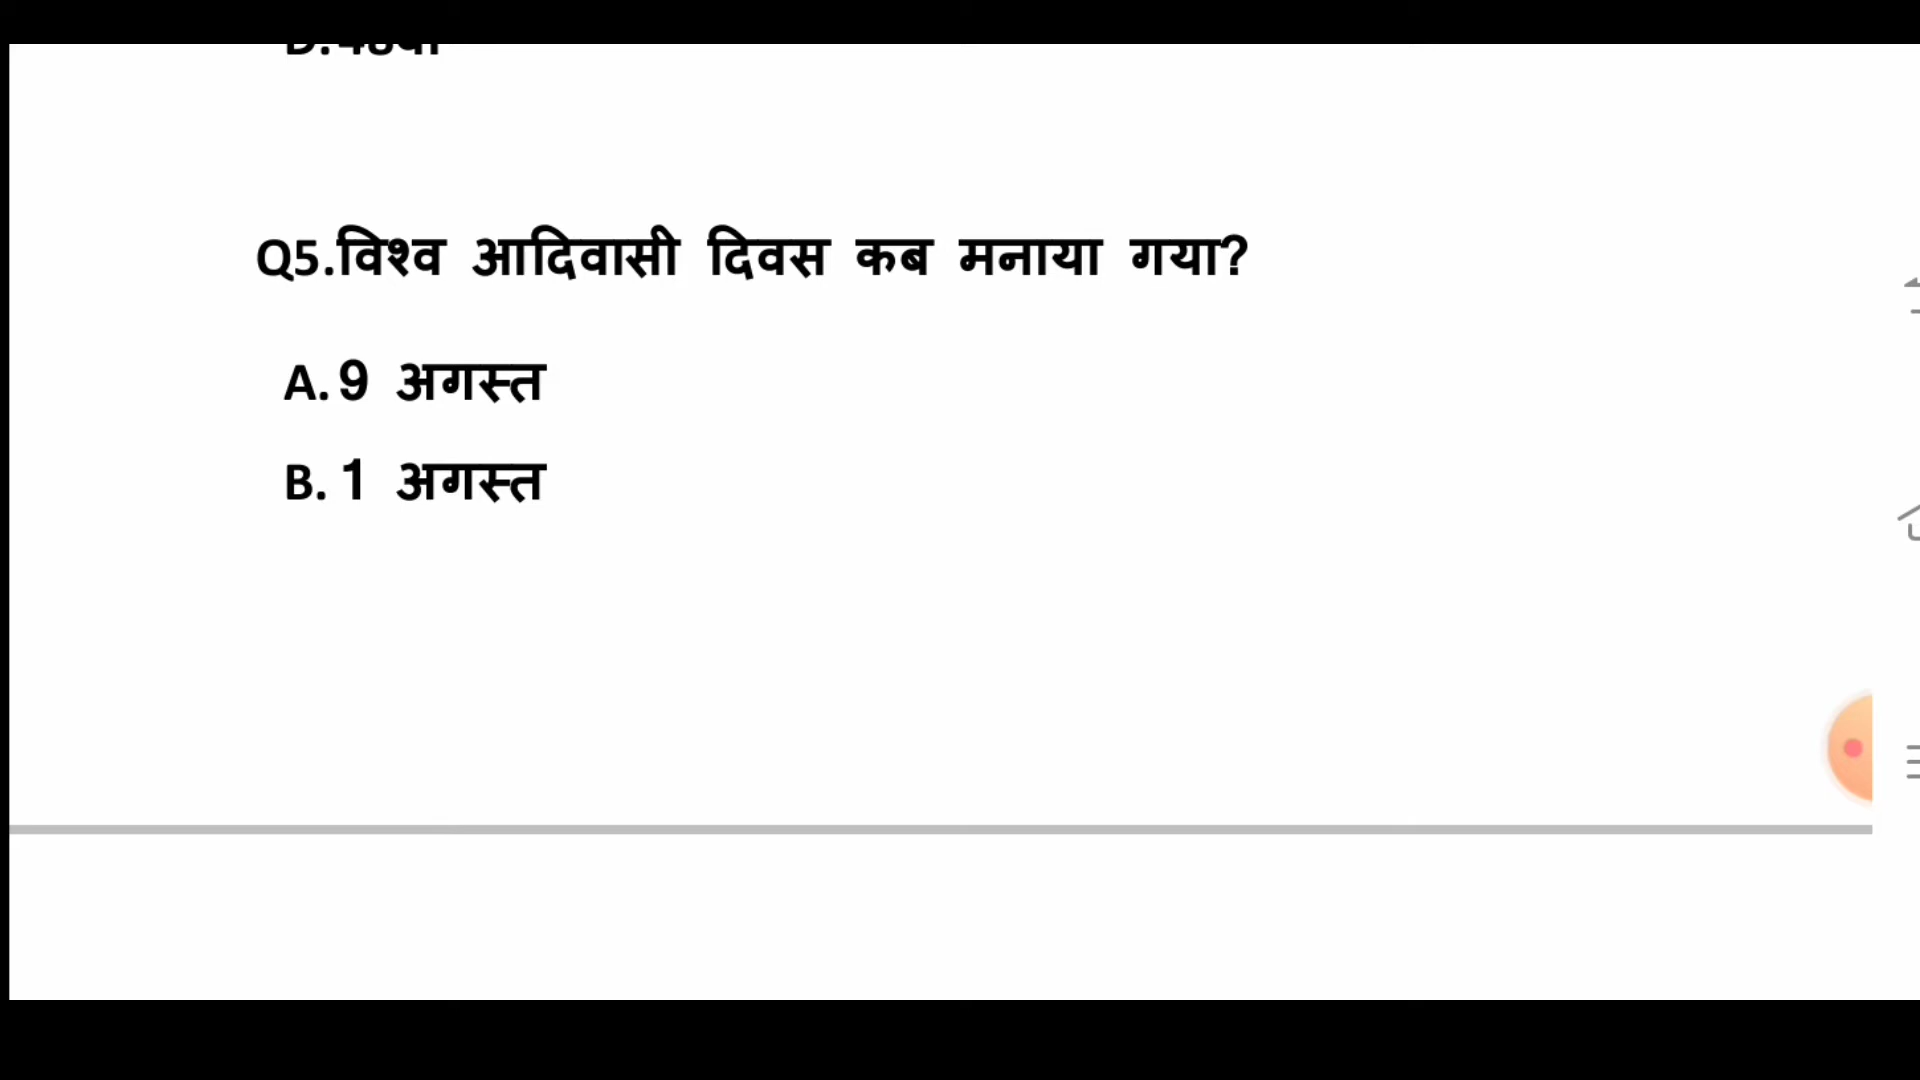 Q5.विश्व आदिवासी दिवस कब मनाया गया?
A. 9 अगस्त
B. 1 अगस्त